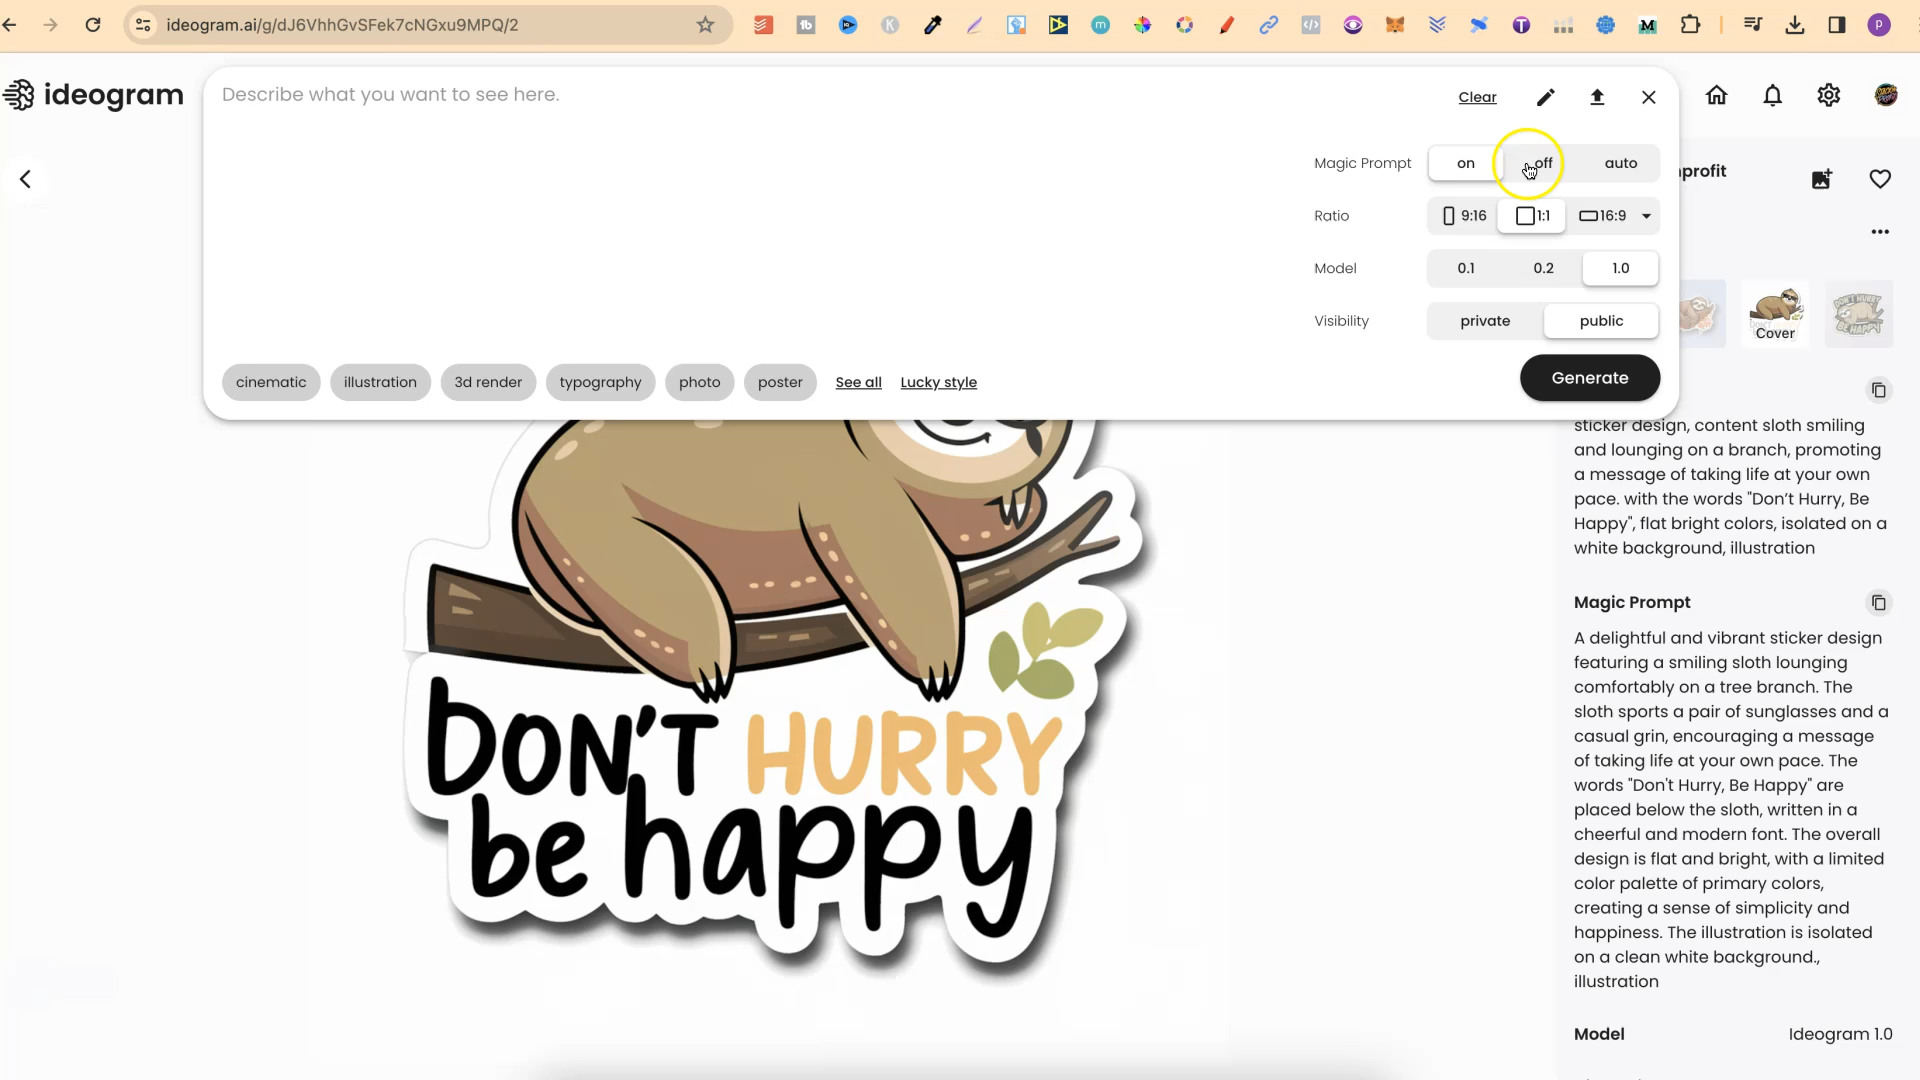 ideogram.ai/g/dJ6VhhGvSFek7cNGxu9MPQ/2
ideogram
Describe what you want to see here.
Clear
Magic Prompt
on
off
auto
Ratio
9:16
1:1
16:9
Model
0.1
0.2
1.0
Visibility
private
public
cinematic
illustration
3d render
typography
photo
poster
See all
Lucky style
Generate
DON'T HURRY
be happy
nprofit
Cover
sticker design, content sloth smiling
and lounging on a branch, promoting
a message of taking life at your own
pace. with the words "Don't Hurry, Be
Happy", flat bright colors, isolated on a
white background, illustration
Magic Prompt
A delightful and vibrant sticker design
featuring a smiling sloth lounging
comfortably on a tree branch. The
sloth sports a pair of sunglasses and a
casual grin, encouraging a message
of taking life at your own pace. The
words "Don't Hurry, Be Happy" are
placed below the sloth, written in a
cheerful and modern font. The overall
design is flat and bright, with a limited
color palette of primary colors,
creating a sense of simplicity and
happiness. The illustration is isolated
on a clean white background.,
illustration
Model
Ideogram 1.0